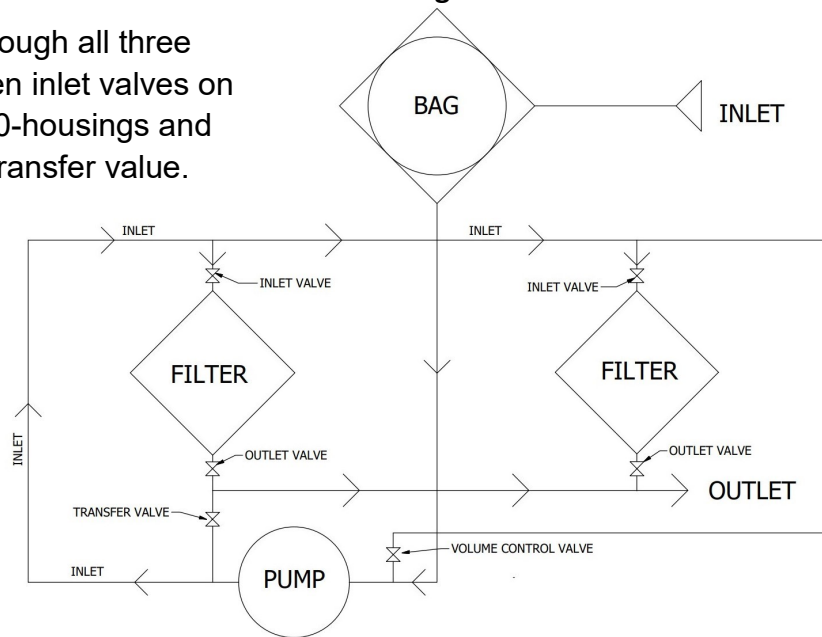 ough all three
en inlet valves on
0-housings and
ransfer value.
BAG
INLET
INLET
INLET
INLET VALVE
INLET VALVE
FILTER
FILTER
INLET
OUTLET VALVE
OUTLET VALVE
OUTLET
TRANSFER VALVE
VOLUME CONTROL VALVE
INLET
PUMP